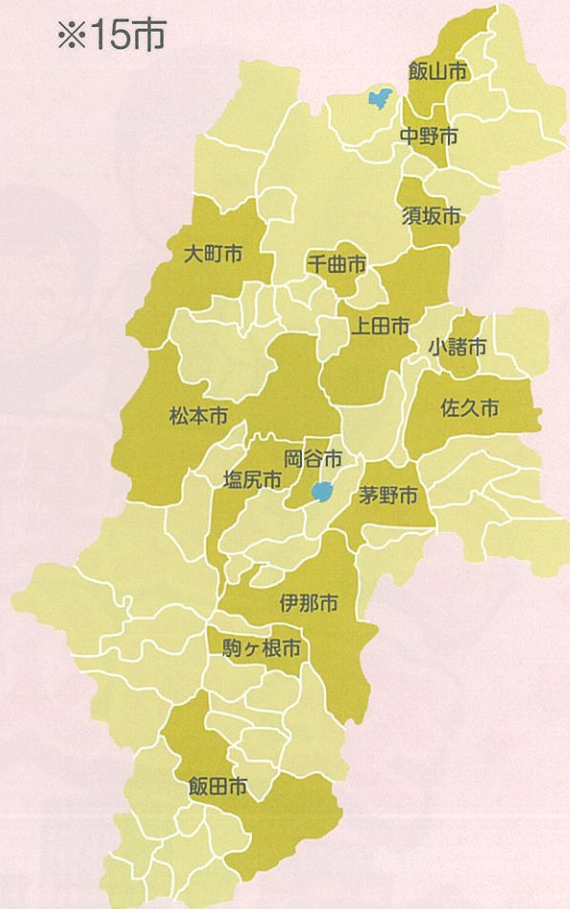 ※15市
飯山市
中野市
須坂市
大町市
千曲市
上田市
小諸市
佐久市
松本市
岡谷市
塩尻市
茅野市
伊那市
駒ヶ根市
飯田市